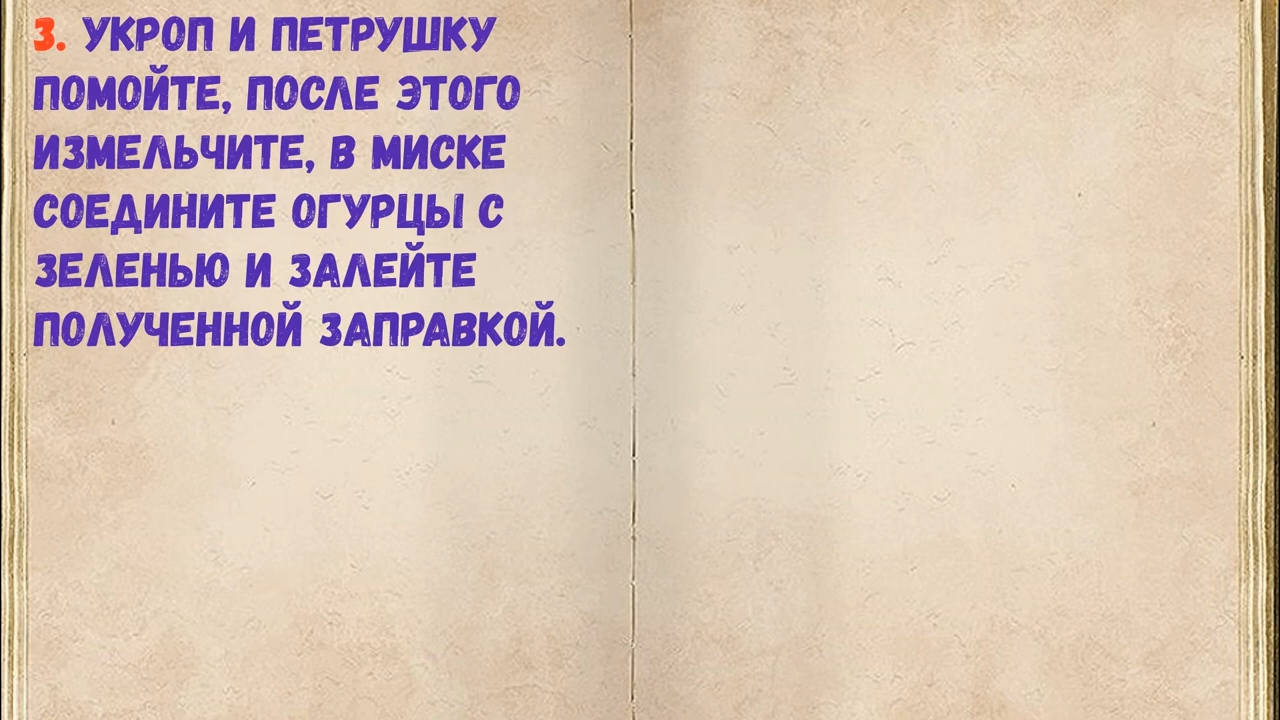 3. УКРОП И ПЕТРУШКУ
ПОМОЙТЕ, ПОСЛЕ ЭТОГО
ИЗМЕЛЬЧИТЕ, В МИСКЕ
СОЕДИНИТЕ ОГУРЦЫ С
ЗЕЛЕНЬЮ И ЗАЛЕЙТЕ
ПОЛУЧЕННОЙ ЗАПРАВКОЙ.